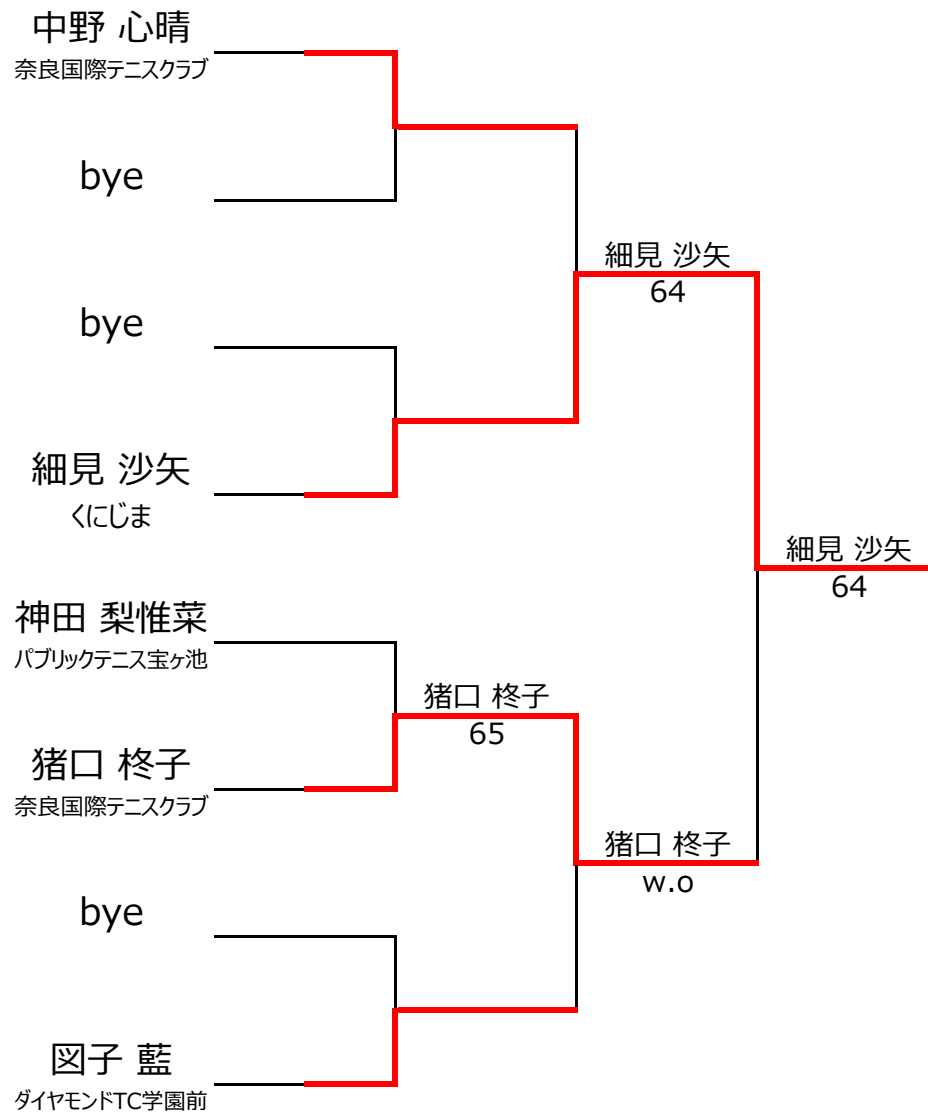 中野 心晴
奈良国際テニスクラブ
bye
細見 沙矢
64
bye
細見 沙矢
くにじま
細見 沙矢
64
神田 梨惟菜
パブリックテニス宝ヶ池
猪口 柊子
65
猪口 柊子
奈良国際テニスクラブ
猪口 柊子
w.o
bye
図子 藍
ダイヤモンドTC学園前